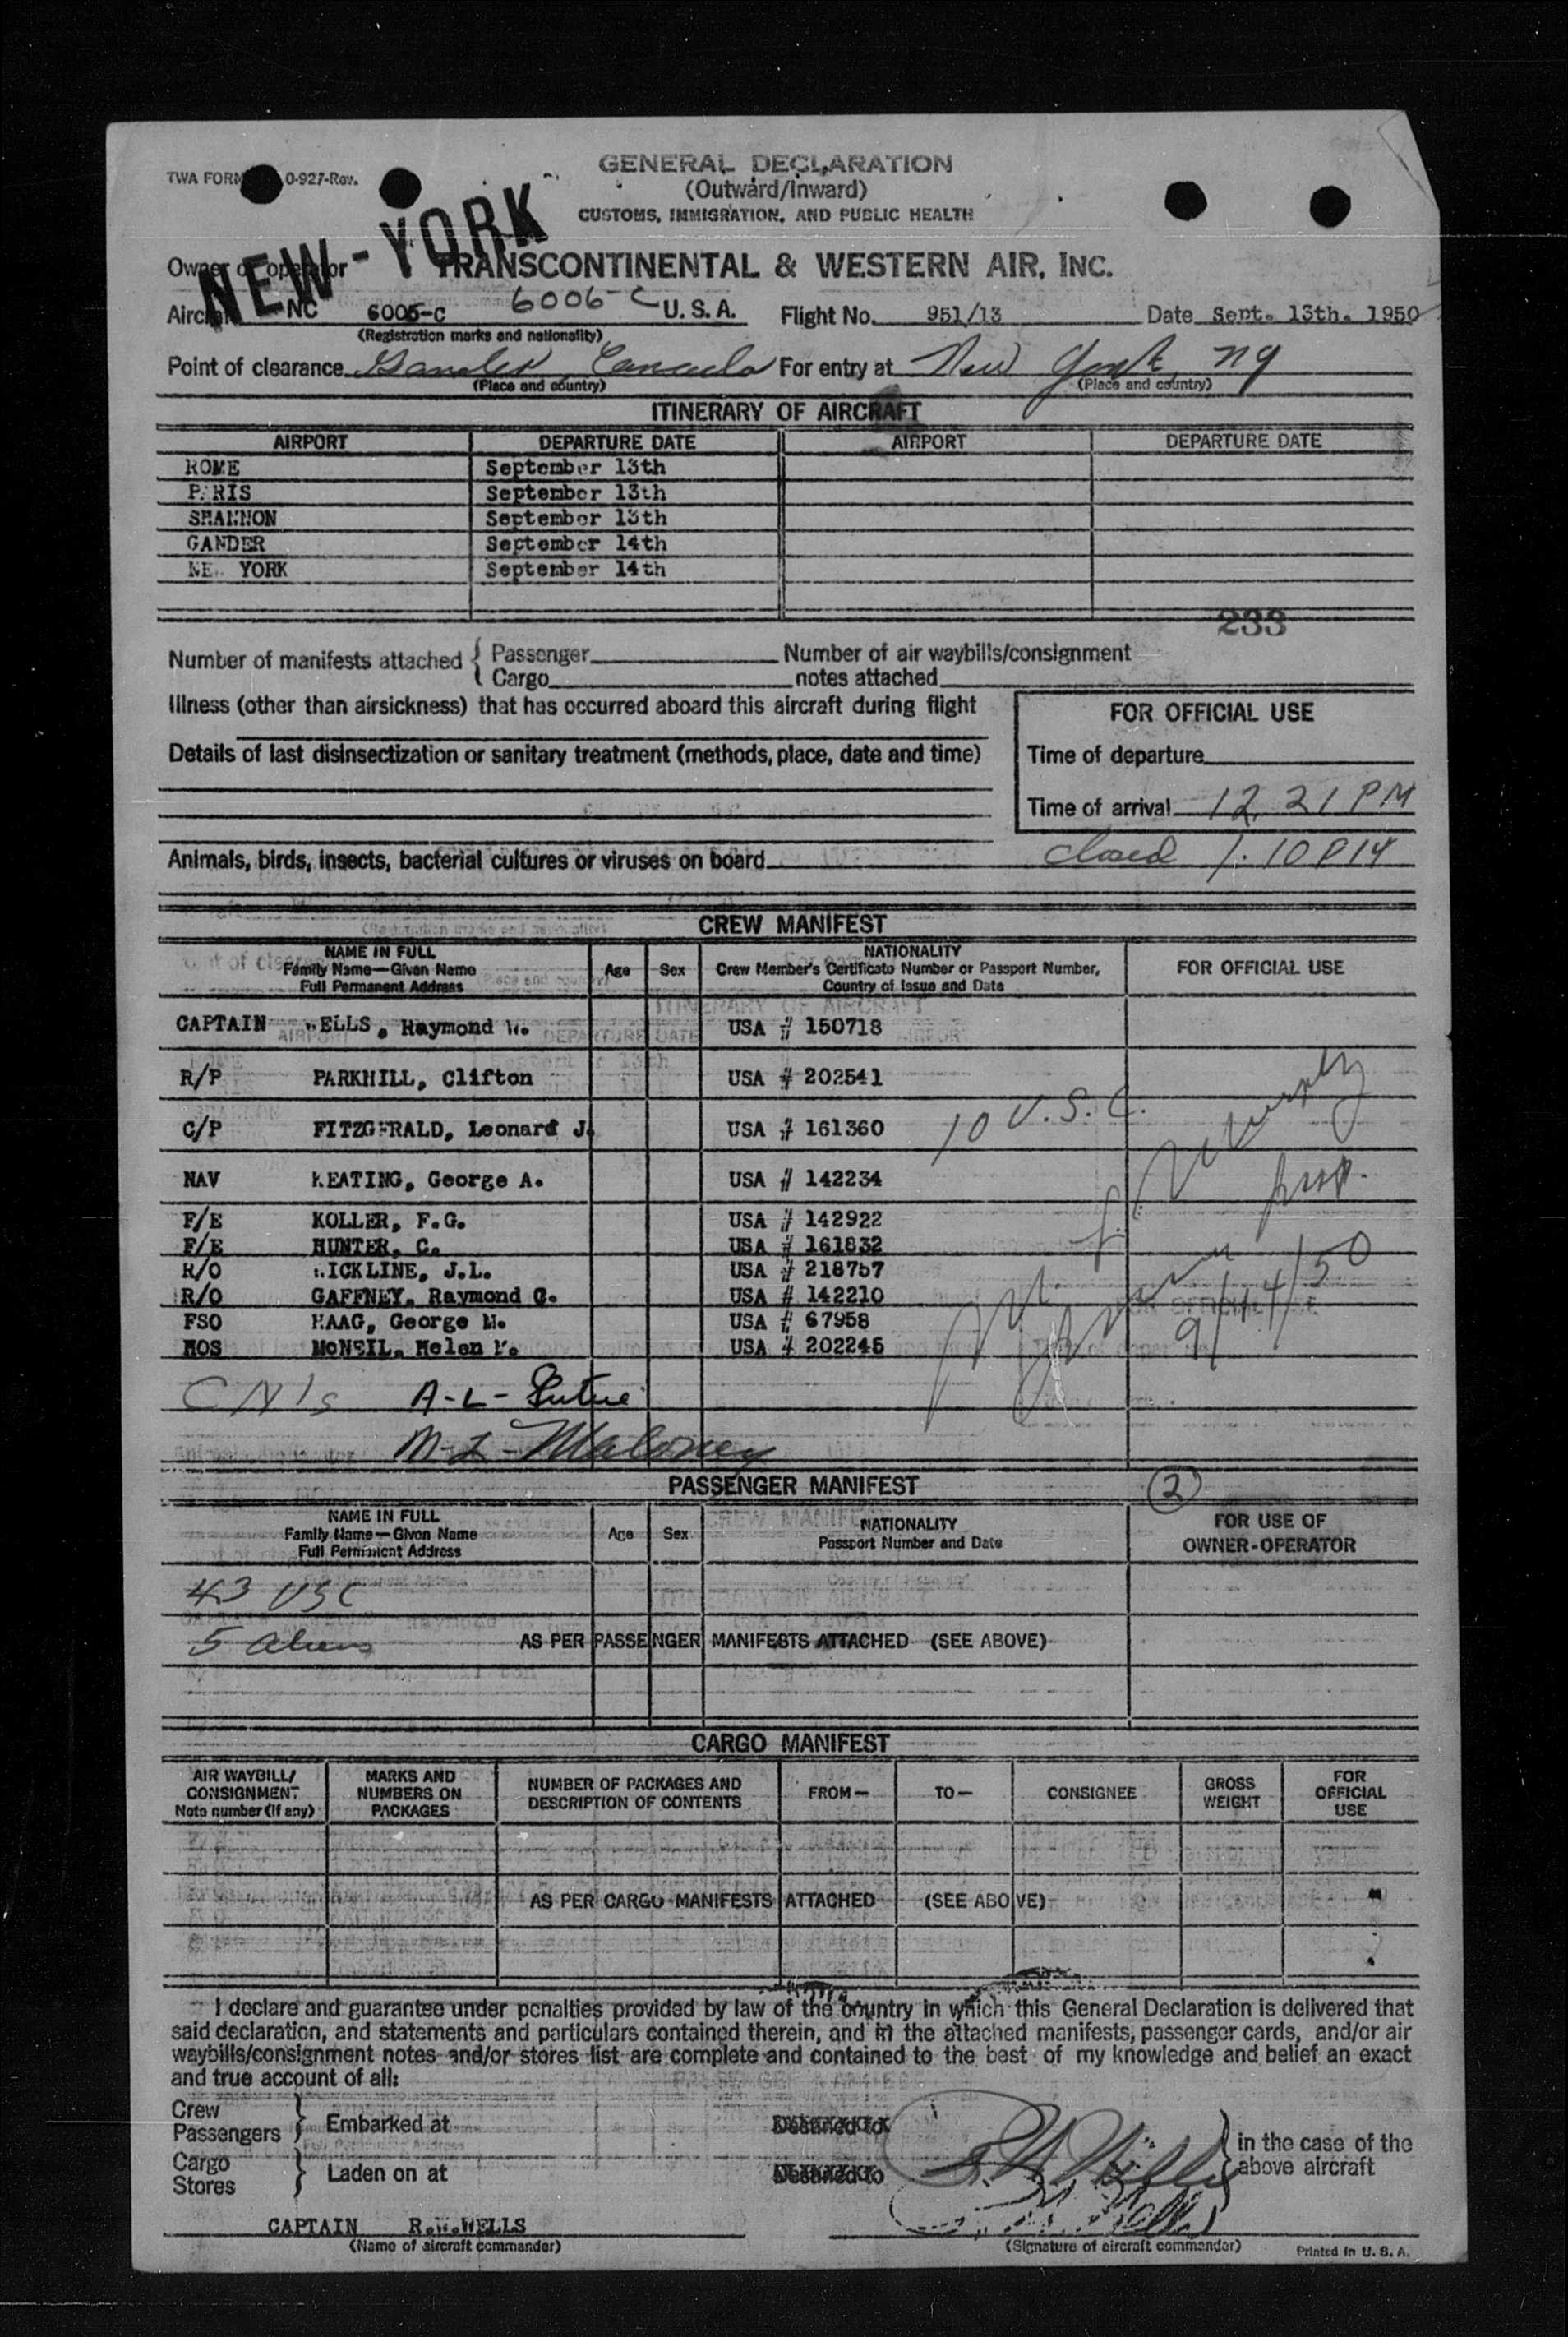 TWA FORM 0-927-Rev.
GENERAL DECLARATION
(Outward/Inward)
CUSTOMS, IMMIGRATION, AND PUBLIC HEALTH
NEW-YORK
Owner or operator TRANSCONTINENTAL & WESTERN AIR, INC.
Aircraft NC 6005-C 6006-C U.S.A. Flight No. 951/13 Date Sept. 13th. 1950
(Registration marks and nationality)
Point of clearance Gander, Canada For entry at New York, NY
(Place and country) (Place and country)
ITINERARY OF AIRCRAFT
AIRPORT DEPARTURE DATE AIRPORT DEPARTURE DATE
ROME September 13th
PARIS September 13th
SHANNON September 13th
GANDER September 14th
NEW YORK September 14th
233
Number of manifests attached { Passenger Number of air waybills/consignment
Cargo notes attached
Illness (other than airsickness) that has occurred aboard this aircraft during flight
FOR OFFICIAL USE
Details of last disinsectization or sanitary treatment (methods, place, date and time)
Time of departure
Time of arrival 12.21 PM
Animals, birds, insects, bacterial cultures or viruses on board
closed 1.10 PM
CREW MANIFEST
NAME IN FULL
Family Name—Given Name
Full Permanent Address
Age Sex
NATIONALITY
Crew Member's Certificate Number or Passport Number,
Country of Issue and Date
FOR OFFICIAL USE
CAPTAIN WELLS, Raymond W. USA # 150718
R/P PARKHILL, Clifton USA # 202541
C/P FITZGERALD, Leonard J. USA # 161360
10 U.S.C.
NAV KEATING, George A. USA # 142234
F/E KOLLER, F.G. USA # 142922
F/E HUNTER, C. USA # 161832
R/O WICKLINE, J.L. USA # 218757
R/O GAFFNEY, Raymond G. USA # 142210
FSO HAAG, George M. USA # 67958
HOS McNEIL, Helen M. USA # 202245
9/14/50
A-L-
M-L-Maloney
PASSENGER MANIFEST
2
NAME IN FULL
Family Name—Given Name
Full Permanent Address
Age Sex
NATIONALITY
Passport Number and Date
FOR USE OF
OWNER-OPERATOR
43 USC
5 Aliens AS PER PASSENGER MANIFESTS ATTACHED (SEE ABOVE)
CARGO MANIFEST
AIR WAYBILL/
CONSIGNMENT
Note number (if any)
MARKS AND
NUMBERS ON
PACKAGES
NUMBER OF PACKAGES AND
DESCRIPTION OF CONTENTS
FROM— TO— CONSIGNEE
GROSS
WEIGHT
FOR
OFFICIAL
USE
AS PER CARGO MANIFESTS ATTACHED (SEE ABOVE)
I declare and guarantee under penalties provided by law of the country in which this General Declaration is delivered that
said declaration, and statements and particulars contained therein, and in the attached manifests, passenger cards, and/or air
waybills/consignment notes and/or stores list are complete and contained to the best of my knowledge and belief an exact
and true account of all:
Crew
Passengers } Embarked at Destined to
Cargo
Stores } Laden on at Destined to
} in the case of the
above aircraft
CAPTAIN R.W.WELLS
(Name of aircraft commander) (Signature of aircraft commander)
Printed in U.S.A.